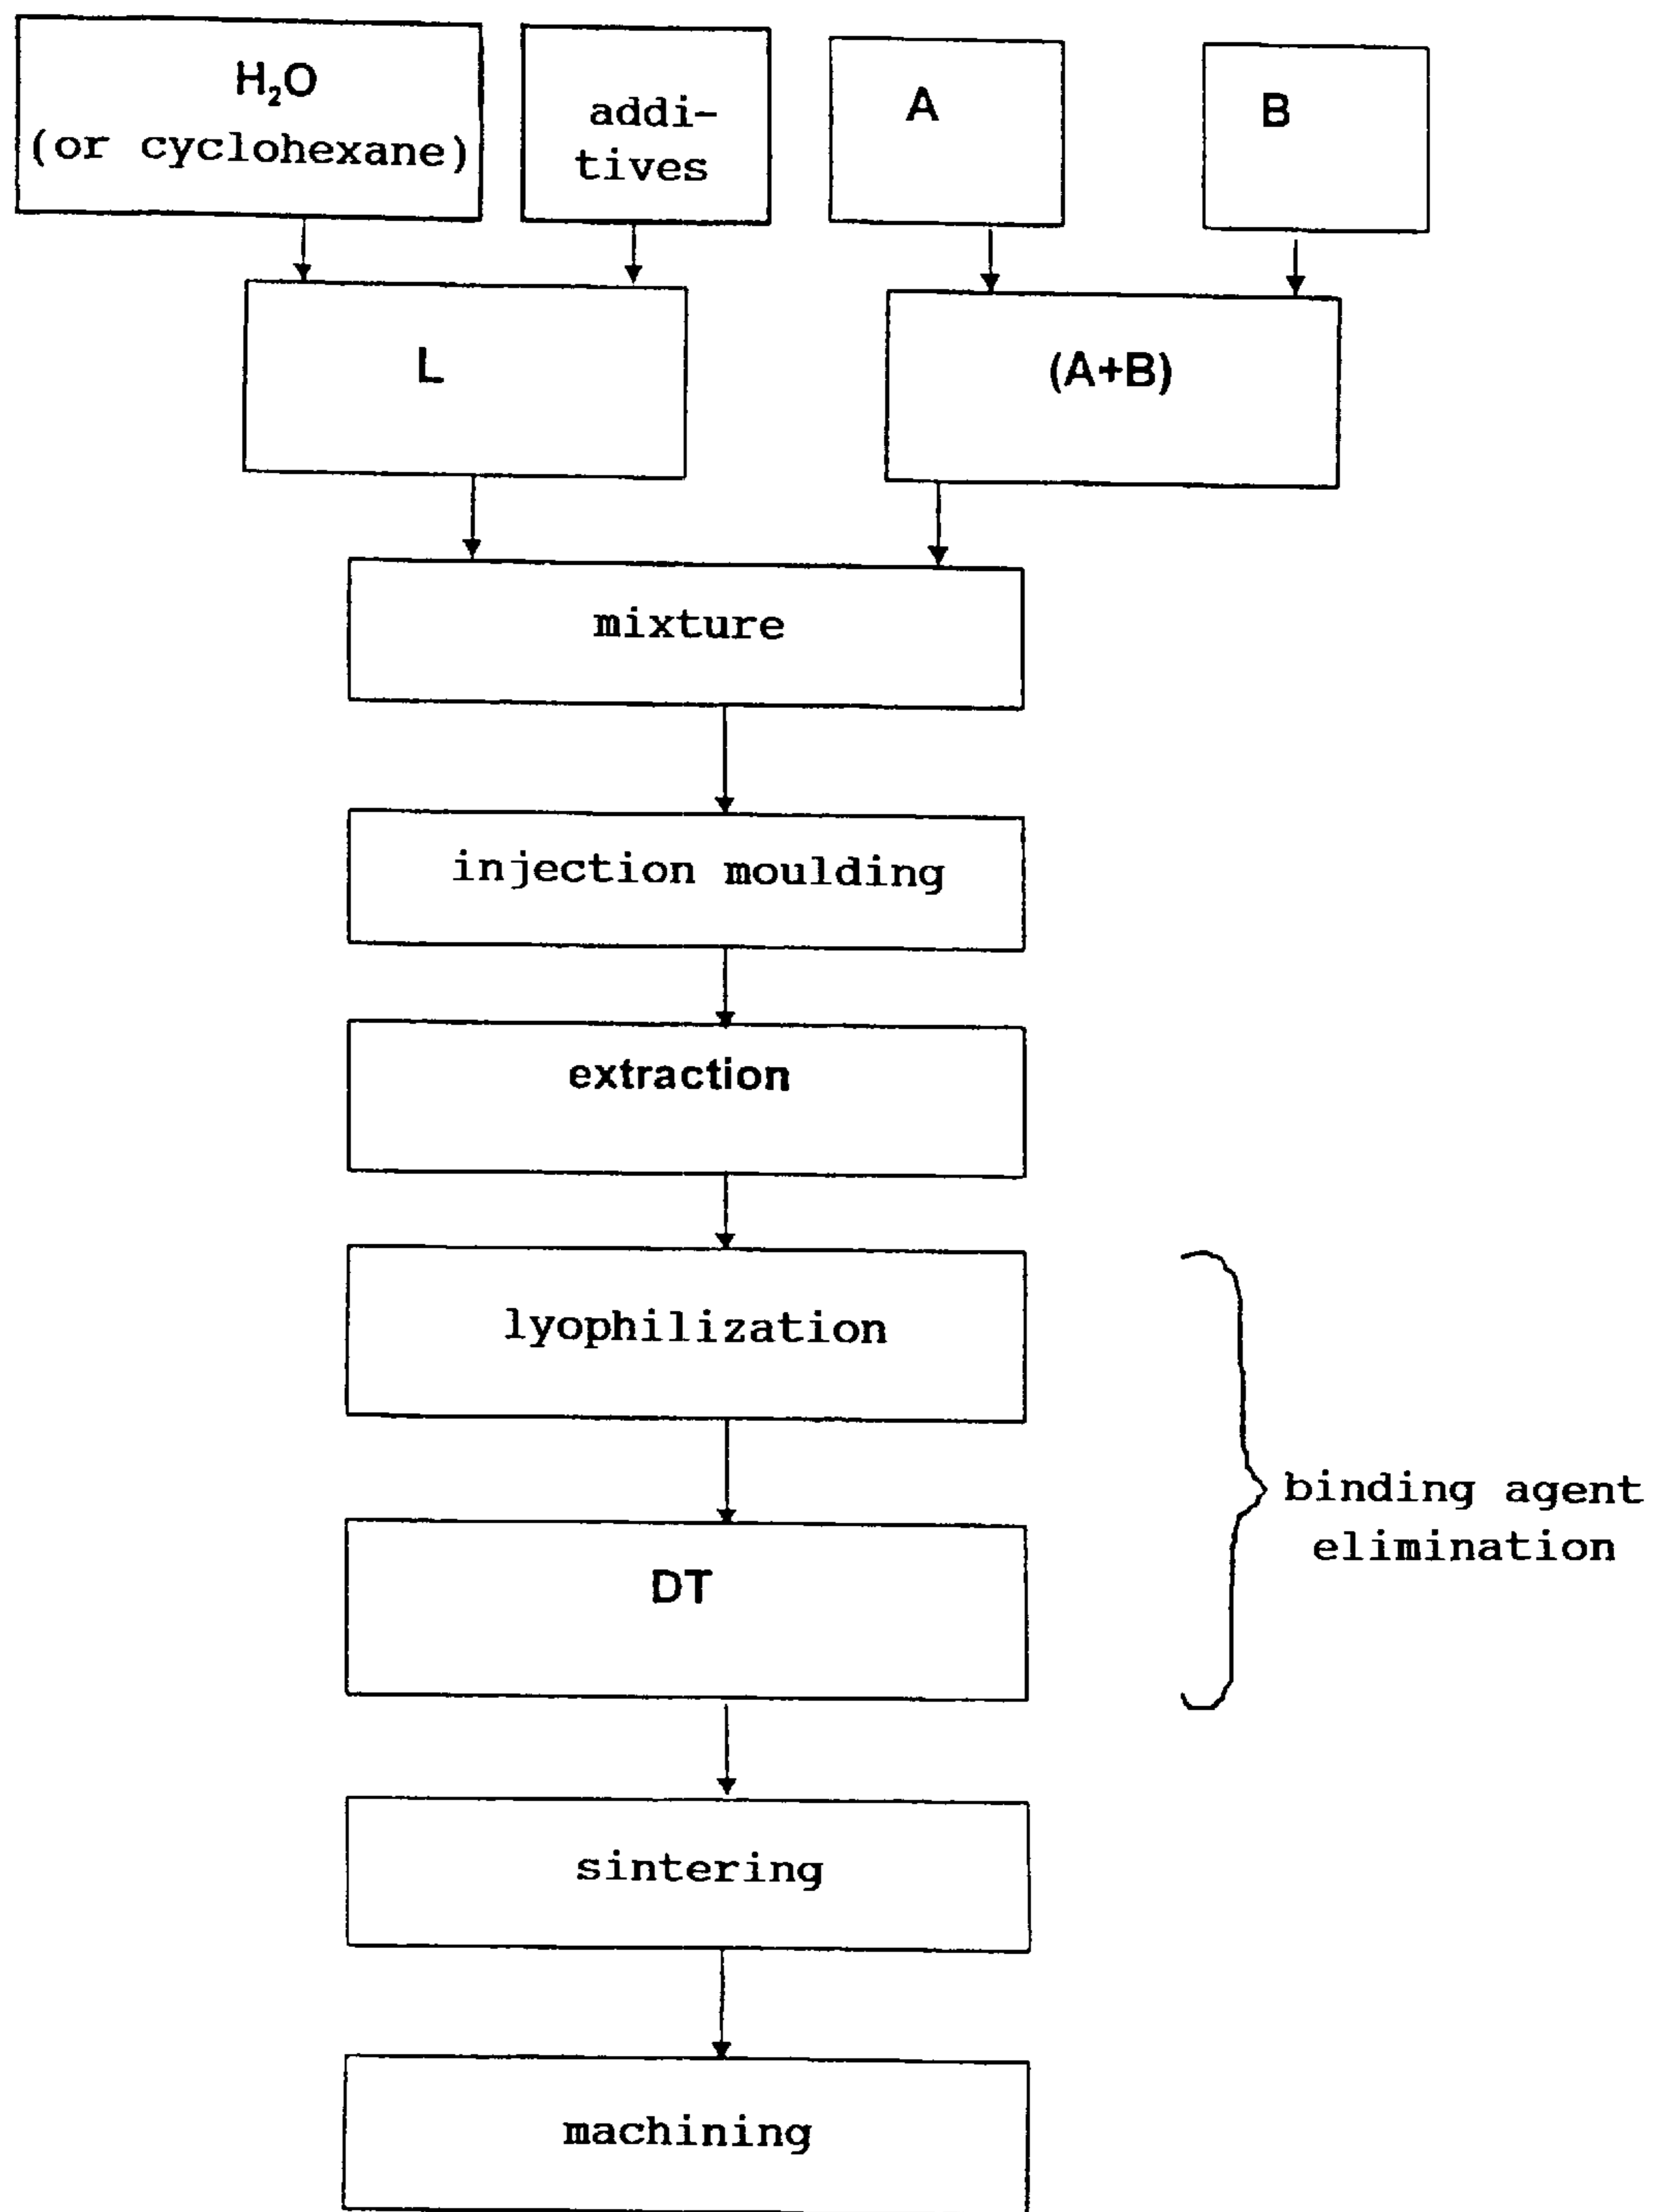 H₂O
(or cyclohexane)
addi-
tives
A
B
L
(A+B)
mixture
injection moulding
extraction
lyophilization
DT
binding agent
elimination
sintering
machining